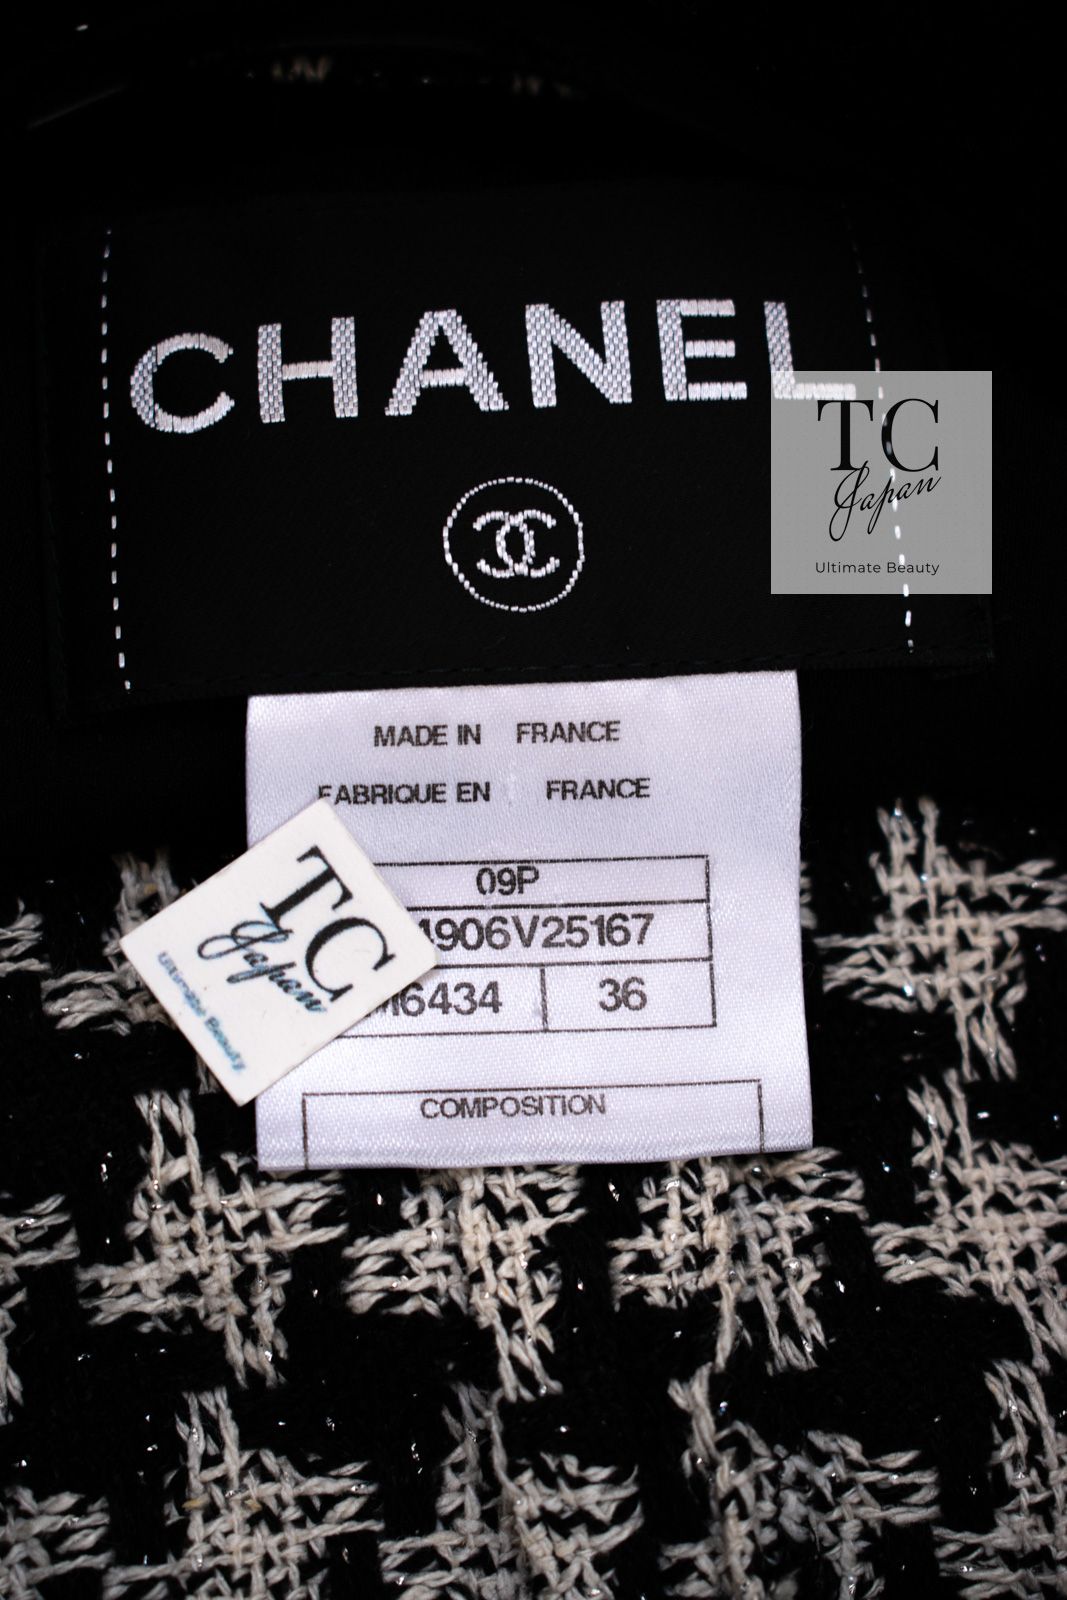 CHANEL
TC
Japan
Ultimate Beauty
MADE IN FRANCE
FABRIQUE EN FRANCE
09P
4906V25167
M6434 36
COMPOSITION
TC
Japan
Ultimate Beauty